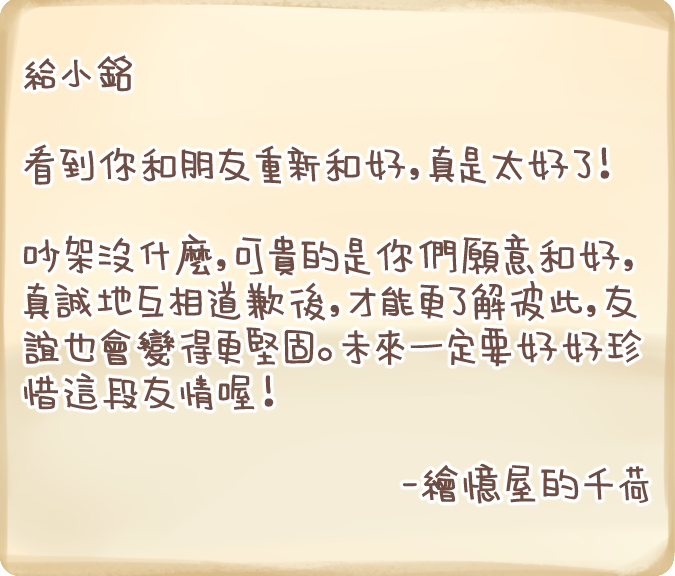 給小銘
看到你和朋友重新和好,真是太好了!
吵架沒什麼,可貴的是你們願意和好,
真誠地互相道歉後,才能更了解彼此,友
誼也會變得更堅固。未來一定要好好珍
惜這段友情喔!
-繪憶屋的千荷